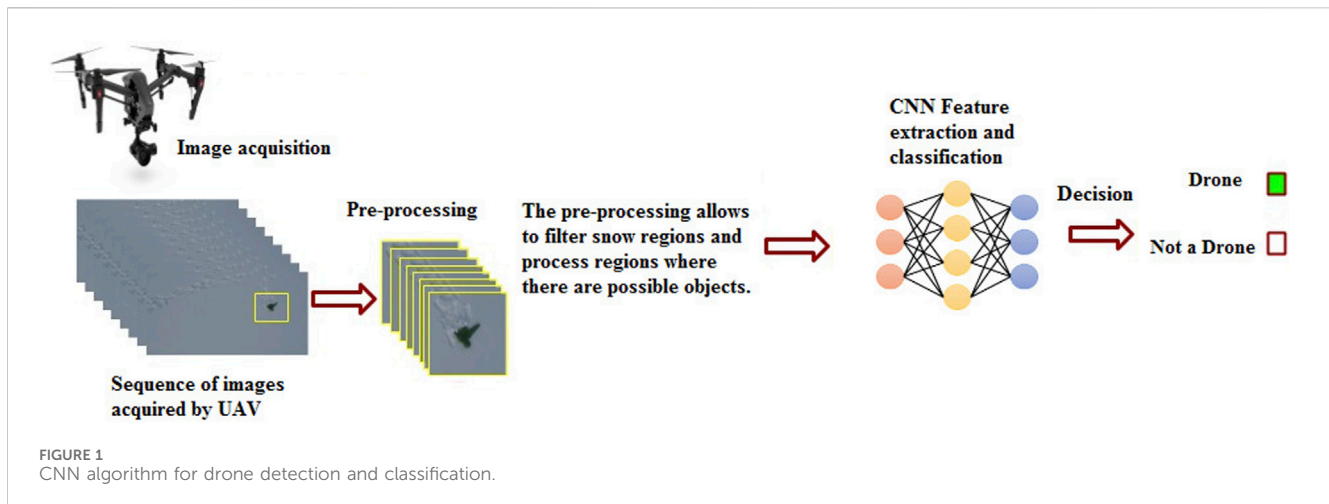 Image acquisition
Sequence of images
acquired by UAV
Pre-processing
The pre-processing allows
to filter snow regions and
process regions where
there are possible objects.
CNN Feature
extraction and
classification
Decision
Drone
Not a Drone
FIGURE 1
CNN algorithm for drone detection and classification.